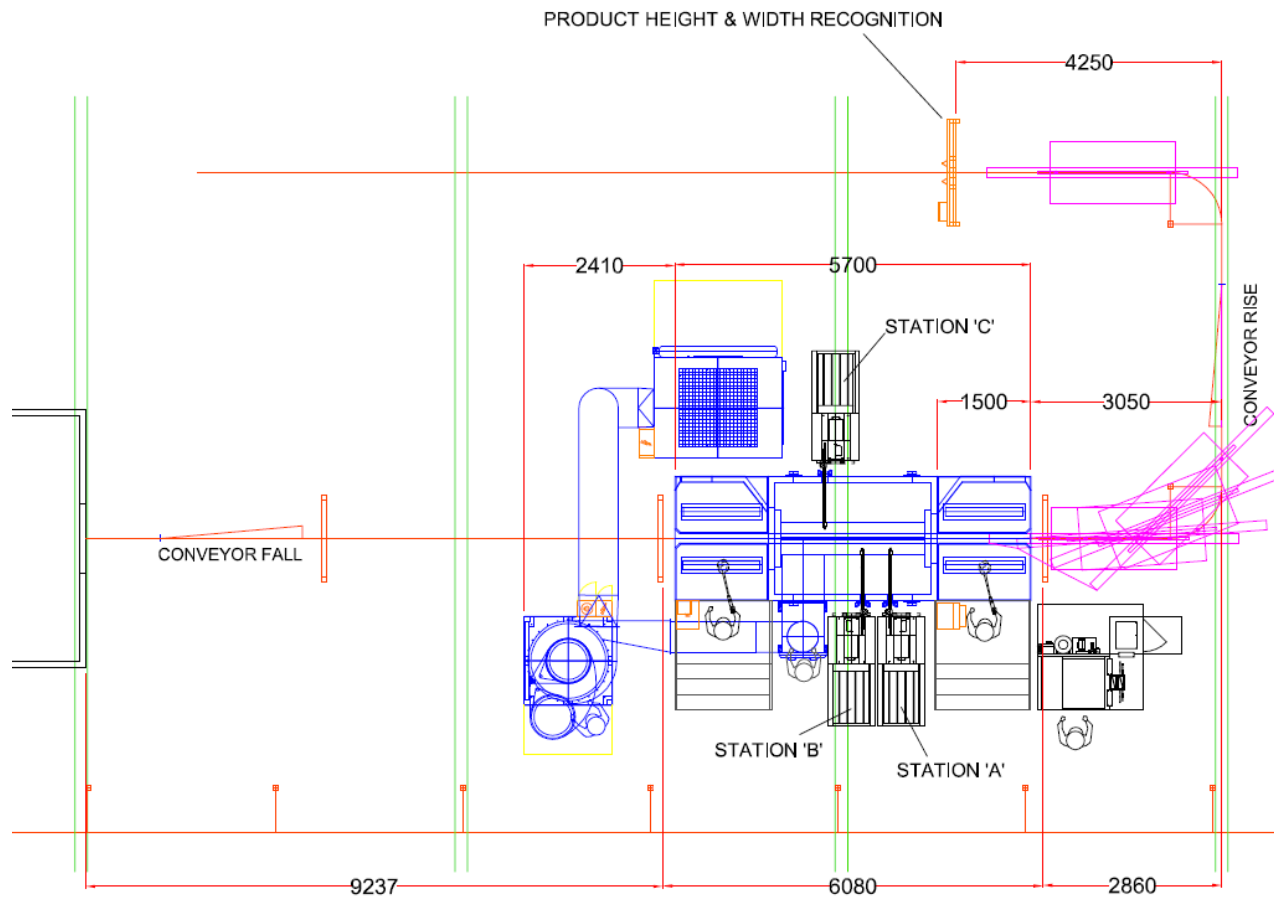 PRODUCT HEIGHT & WIDTH RECOGNITION
4250
2410
5700
STATION 'C'
CONVEYOR RISE
1500
3050
CONVEYOR FALL
STATION 'B'
STATION 'A'
9237
6080
2860